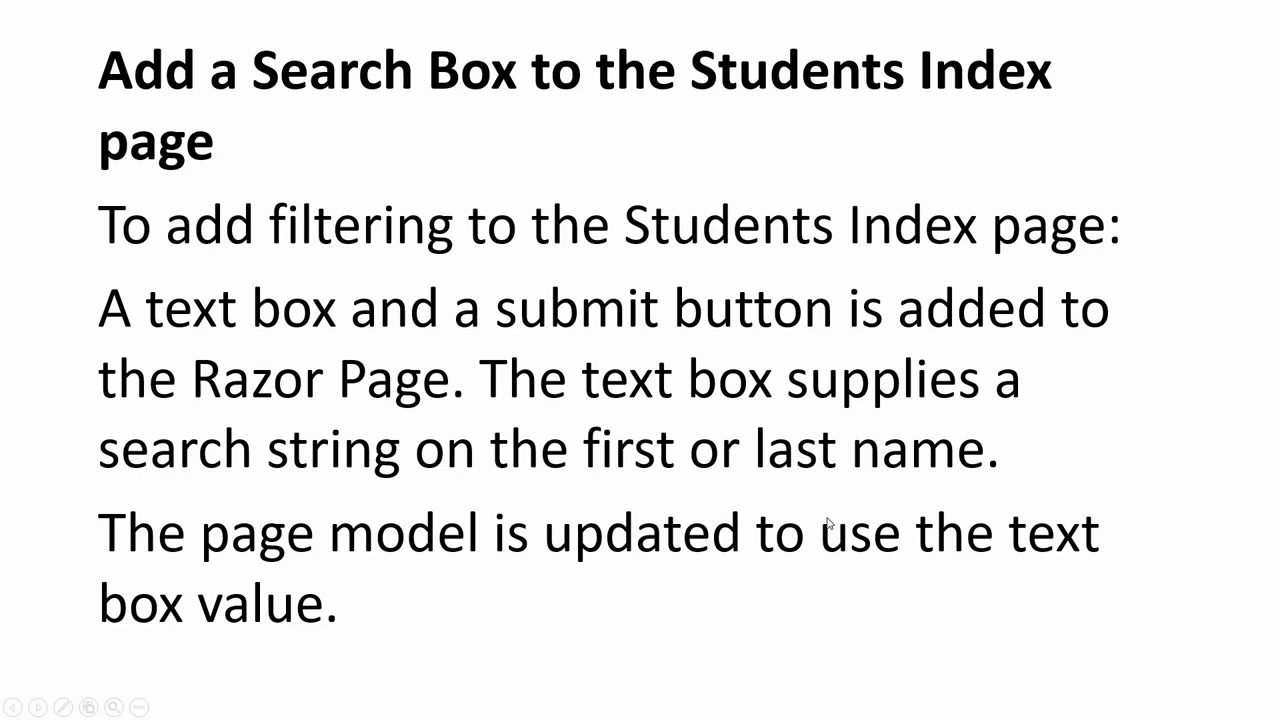 Add a Search Box to the Students Index
page
To add filtering to the Students Index page:
A text box and a submit button is added to
the Razor Page. The text box supplies a
search string on the first or last name.
The page model is updated to use the text
box value.